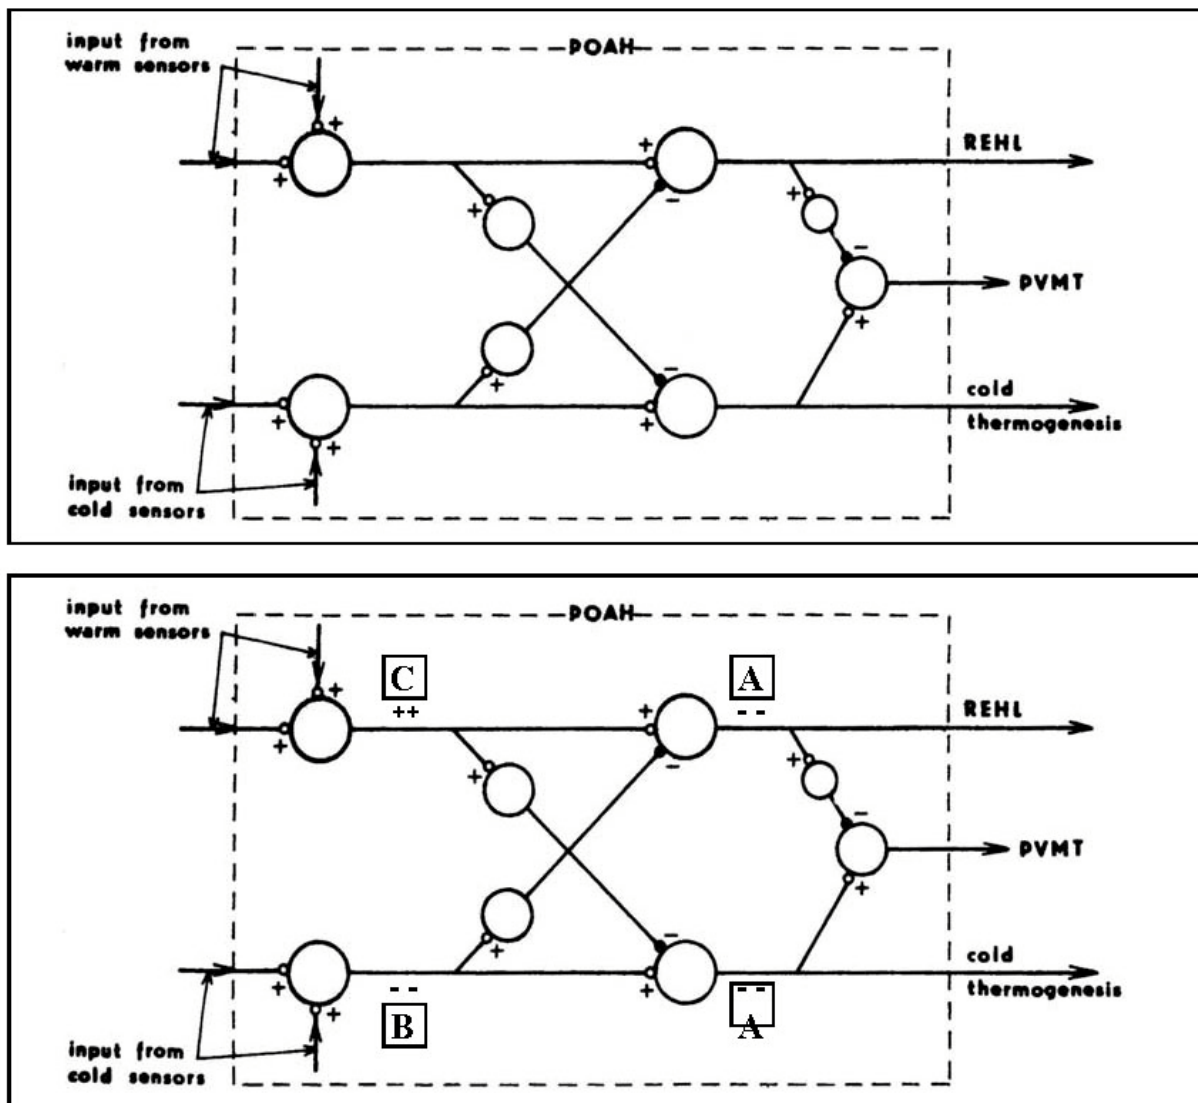 input from
warm sensors
POAH
+
+
+
-
REHL
+
+
-
PVMT
+
-
+
+
+
+
cold
thermogenesis
input from
cold sensors
input from
warm sensors
POAH
C
++
A
- -
+
+
+
-
REHL
+
+
-
PVMT
+
-
+
+
+
+
cold
thermogenesis
- -
B
- -
A
input from
cold sensors